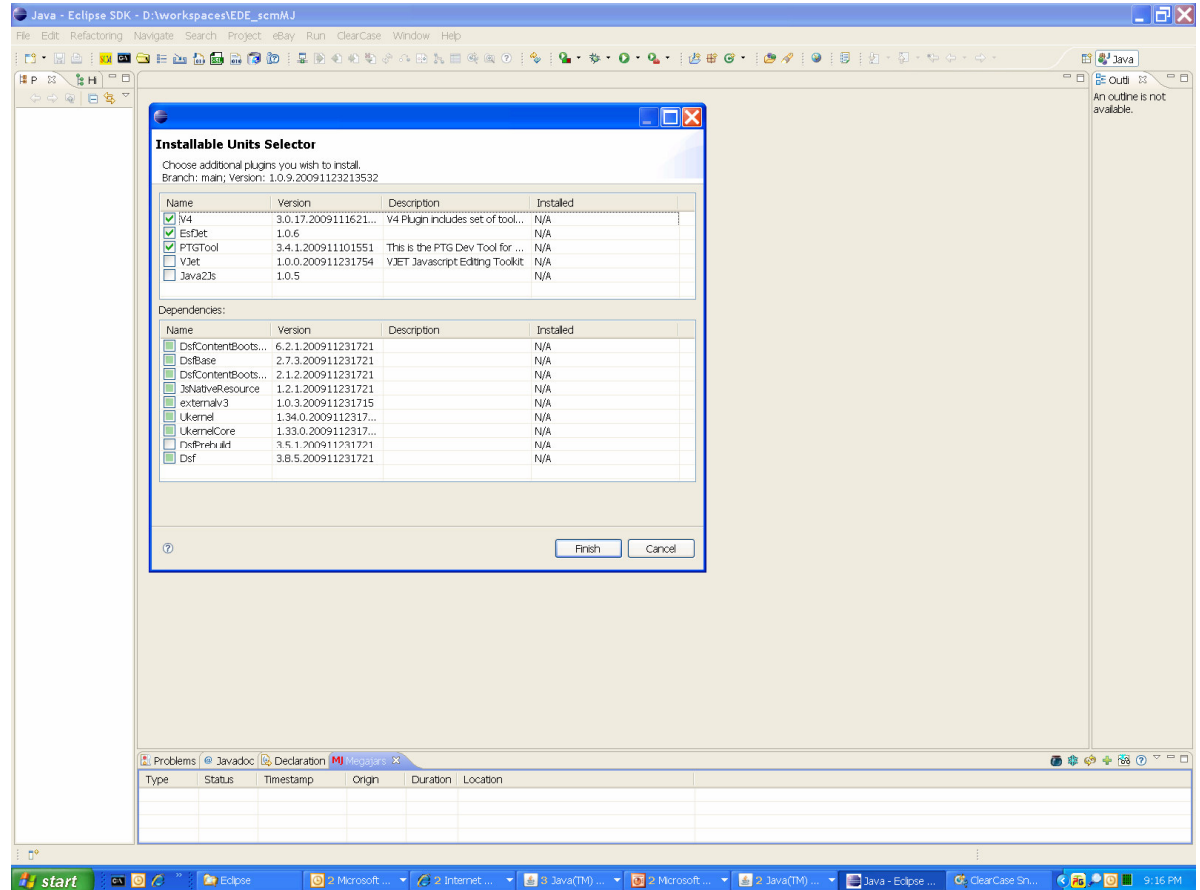 Java - Eclipse SDK - D:\workspaces\EDE_scmMJ
File Edit Refactoring Navigate Search Project eBay Run ClearCase Window Help
Java
P H
Outli
An outline is not
available.
Installable Units Selector
Choose additional plugins you wish to install.
Branch: main; Version: 1.0.9.20091123213532
Name Version Description Installed
V4 3.0.17.2009111621... V4 Plugin includes set of tool... N/A
EsfJet 1.0.6 N/A
PTGTool 3.4.1.200911101551 This is the PTG Dev Tool for ... N/A
VJet 1.0.0.200911231754 VJET Javascript Editing Toolkit N/A
Java2Js 1.0.5 N/A
Dependencies:
Name Version Description Installed
DsfContentBoots... 6.2.1.200911231721 N/A
DsfBase 2.7.3.200911231721 N/A
DsfContentBoots... 2.1.2.200911231721 N/A
JsNativeResource 1.2.1.200911231721 N/A
externalv3 1.0.3.200911231715 N/A
Ukernel 1.34.0.2009112317... N/A
UkernelCore 1.33.0.2009112317... N/A
DsfPrebuild 3.5.1.200911231721 N/A
Dsf 3.8.5.200911231721 N/A
Finish Cancel
Problems @ Javadoc Declaration MJ Megajars
Type Status Timestamp Origin Duration Location
start Eclipse 2 Microsoft ... 2 Internet ... 3 Java(TM) ... 2 Microsoft ... 2 Java(TM) ... Java - Eclipse ... ClearCase Sn... 9:16 PM